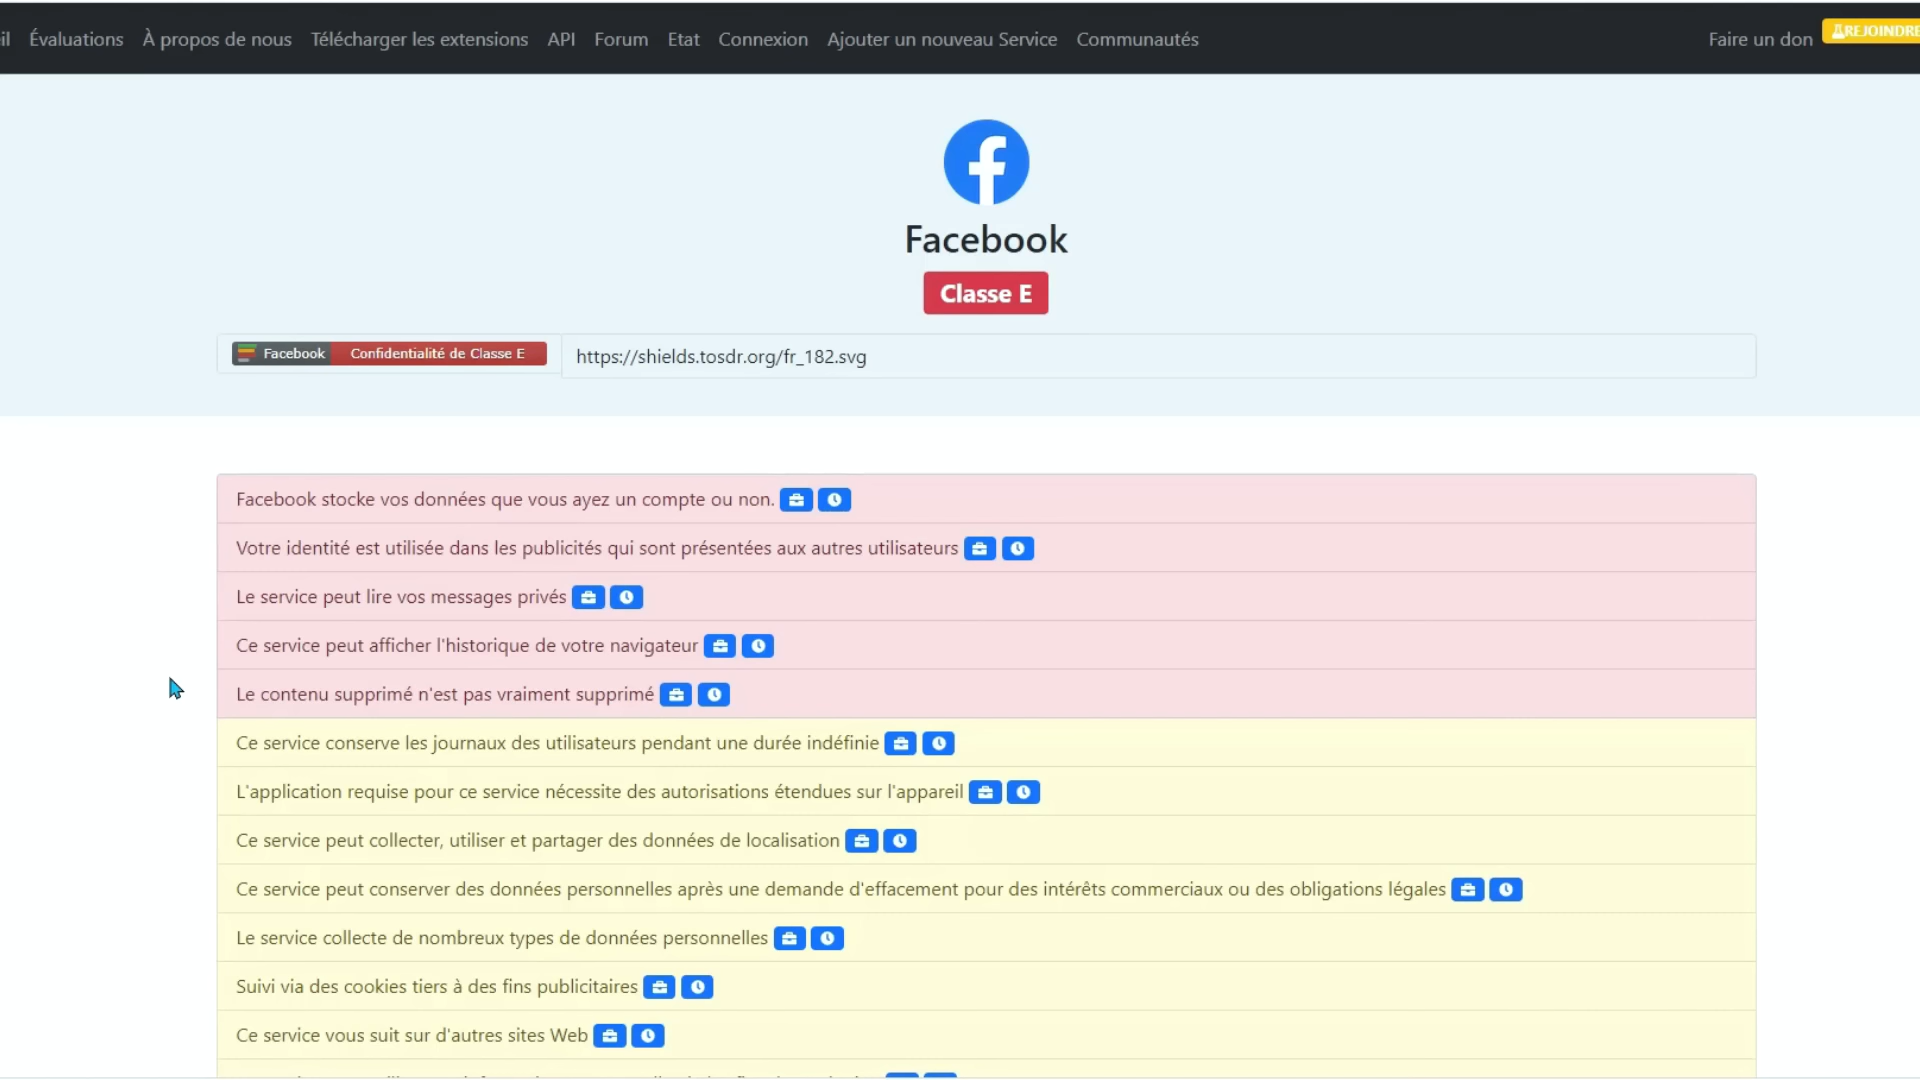 il Évaluations À propos de nous Télécharger les extensions API Forum Etat Connexion Ajouter un nouveau Service Communautés Faire un don REJOINDRE
Facebook
Classe E
Facebook Confidentialité de Classe E https://shields.tosdr.org/fr_182.svg
Facebook stocke vos données que vous ayez un compte ou non.
Votre identité est utilisée dans les publicités qui sont présentées aux autres utilisateurs
Le service peut lire vos messages privés
Ce service peut afficher l'historique de votre navigateur
Le contenu supprimé n'est pas vraiment supprimé
Ce service conserve les journaux des utilisateurs pendant une durée indéfinie
L'application requise pour ce service nécessite des autorisations étendues sur l'appareil
Ce service peut collecter, utiliser et partager des données de localisation
Ce service peut conserver des données personnelles après une demande d'effacement pour des intérêts commerciaux ou des obligations légales
Le service collecte de nombreux types de données personnelles
Suivi via des cookies tiers à des fins publicitaires
Ce service vous suit sur d'autres sites Web